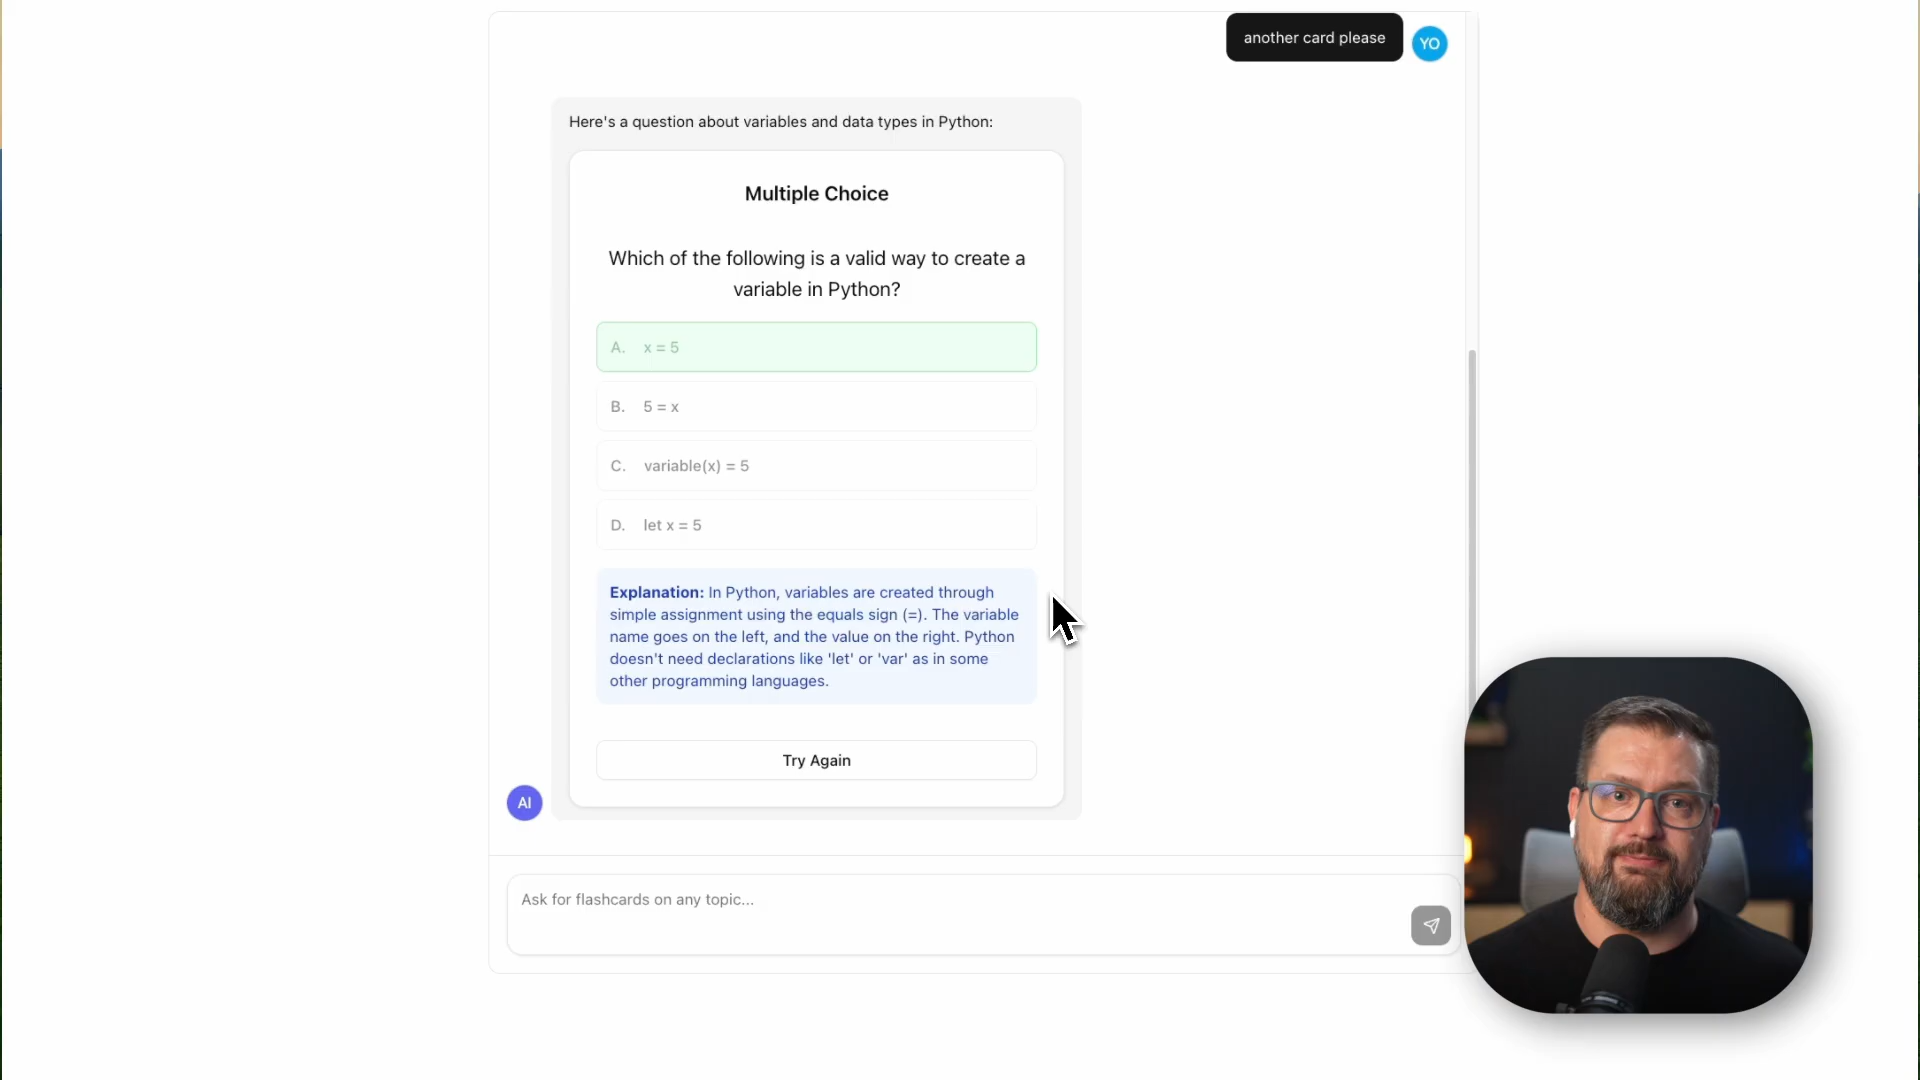 another card please
YO
Here's a question about variables and data types in Python:
Multiple Choice
Which of the following is a valid way to create a
variable in Python?
A. x = 5
B. 5 = x
C. variable(x) = 5
D. let x = 5
Explanation: In Python, variables are created through
simple assignment using the equals sign (=). The variable
name goes on the left, and the value on the right. Python
doesn't need declarations like 'let' or 'var' as in some
other programming languages.
Try Again
AI
Ask for flashcards on any topic...